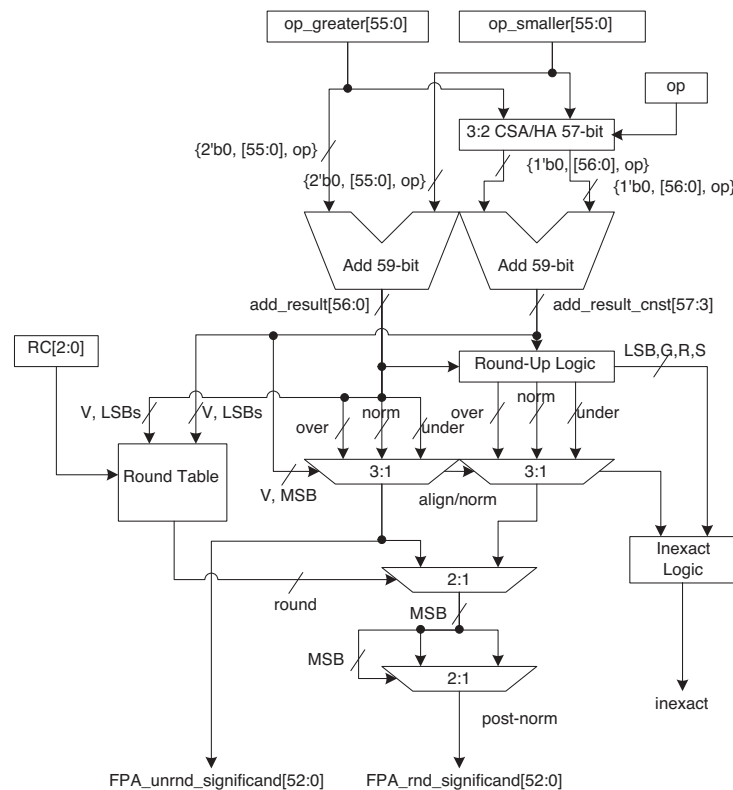 op_greater[55:0]
op_smaller[55:0]
op
3:2 CSA/HA 57-bit
{2'b0, [55:0], op}
{1'b0, [56:0], op}
{2'b0, [55:0], op}
{1'b0, [56:0], op}
Add 59-bit
Add 59-bit
add_result[56:0]
add_result_cnst[57:3]
RC[2:0]
Round-Up Logic
LSB,G,R,S
V, LSBs
V, LSBs
over
norm
under
over
norm
under
Round Table
3:1
3:1
V, MSB
align/norm
Inexact
Logic
2:1
round
MSB
MSB
2:1
inexact
post-norm
FPA_unrnd_significand[52:0]
FPA_rnd_significand[52:0]